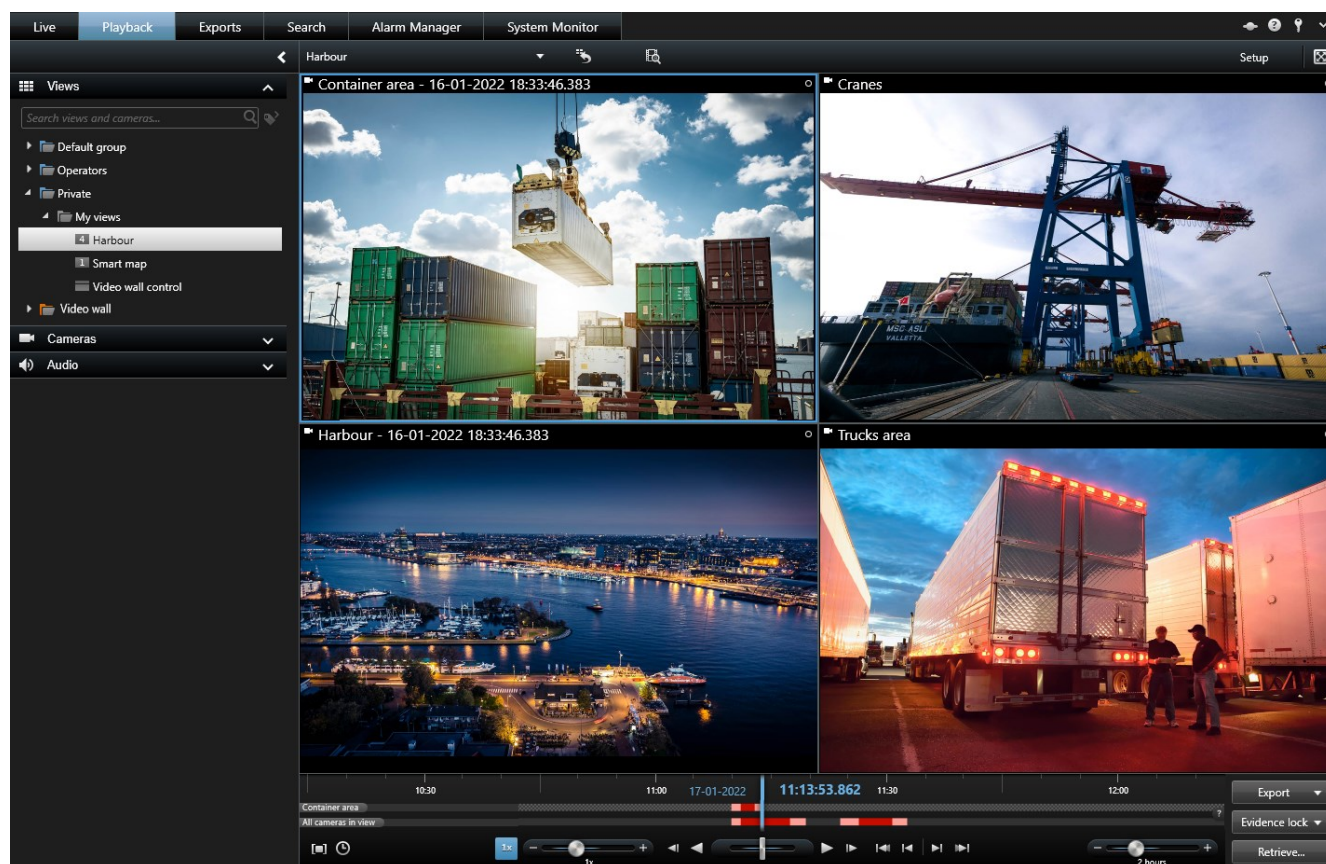 Live Playback Exports Search Alarm Manager System Monitor
Harbour Setup
Views
Search views and cameras...
Default group
Operators
Private
My views
4 Harbour
1 Smart map
Video wall control
Video wall
Cameras
Audio
Container area - 16-01-2022 18:33:46.383
Cranes
MSC ASLI
VALLETTA
Harbour - 16-01-2022 18:33:46.383
Trucks area
10:30 11:00 17-01-2022 11:13:53.862 11:30 12:00
Container area
All cameras in view
1x
1x
2 hours
Export
Evidence lock
Retrieve...